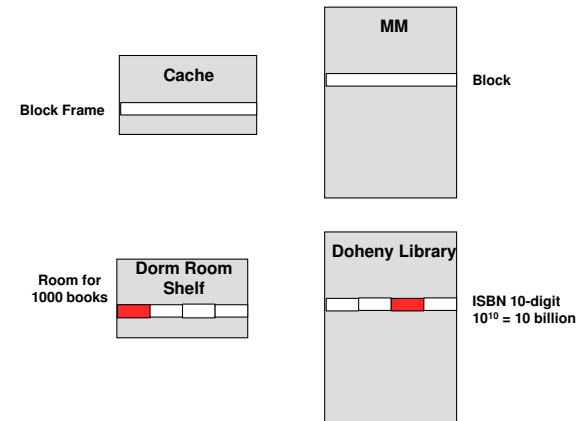 MM
Cache
Block Frame
Block
Dorm Room
Shelf
Room for
1000 books
Doheny Library
ISBN 10-digit
10¹⁰ = 10 billion